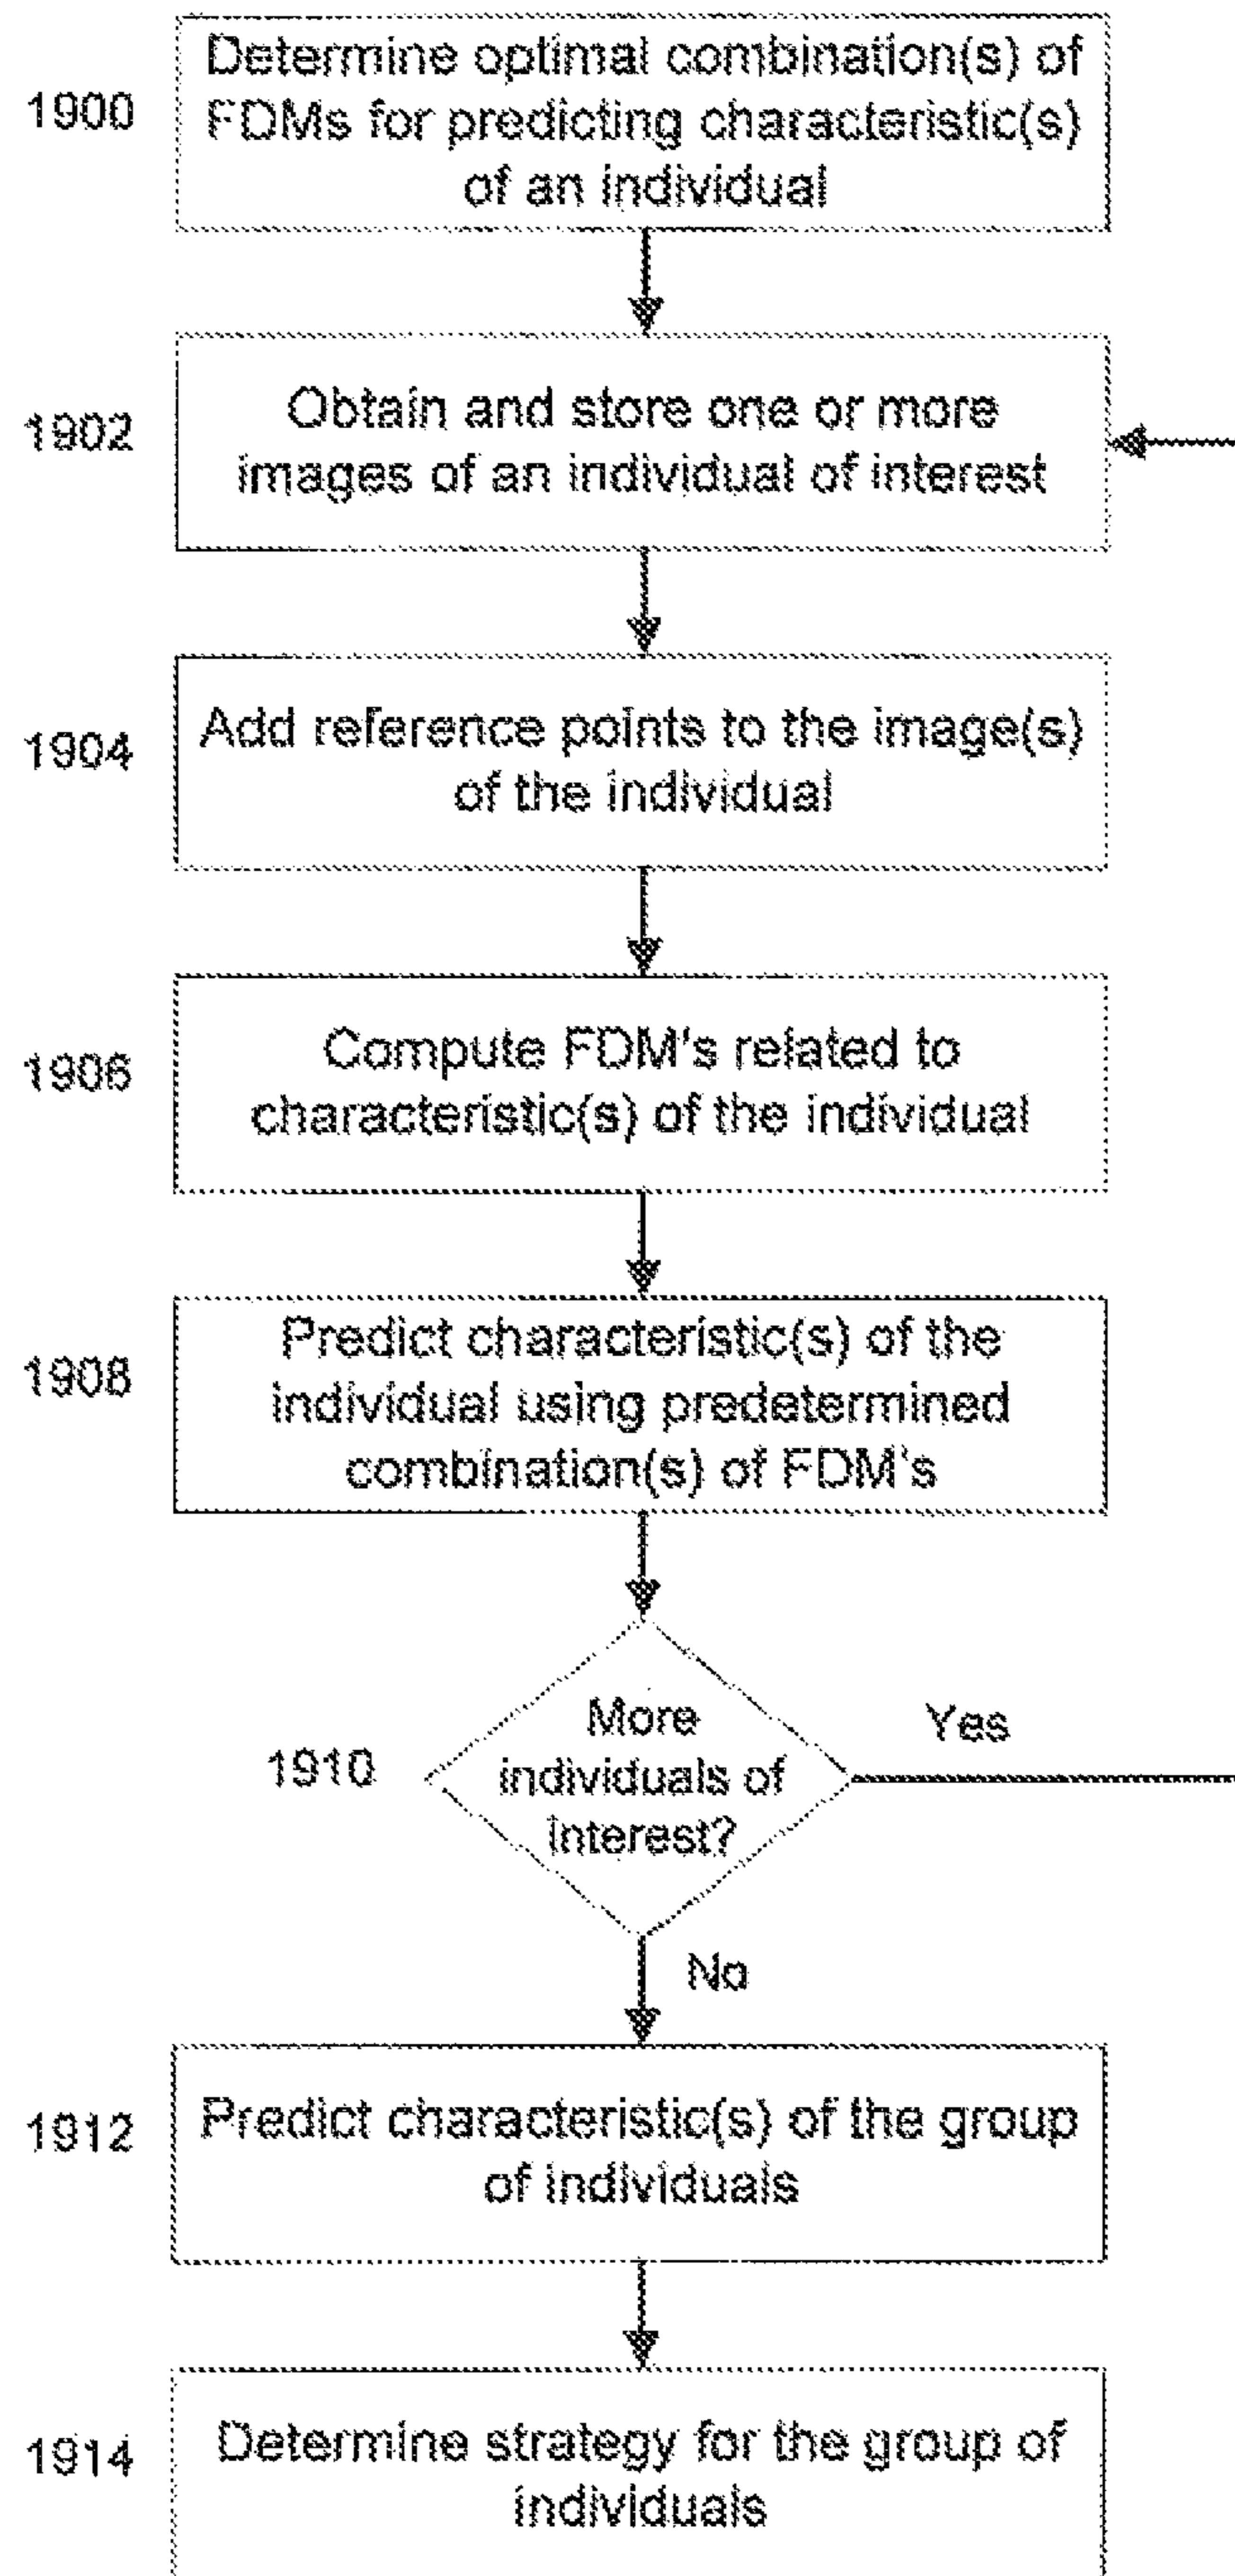 Determine optimal combination(s) of
1900
FDMs for predicting characteristic(s)
of an individual
Obtain and store one or more
1902
images of an individual of interest
Add reference points to the image(s)
1904
of the individual
Compute FDM's related to
1906
characteristic(s) of the individual
Predict characteristic(s) of the
1908
individual using predetermined
combination(s) of FDM's
More
Yes
1910
individuals of
interest?
No
Predict characteristic(s) of the group
1912
of individuals
Determine strategy for the group of
1914
individuals